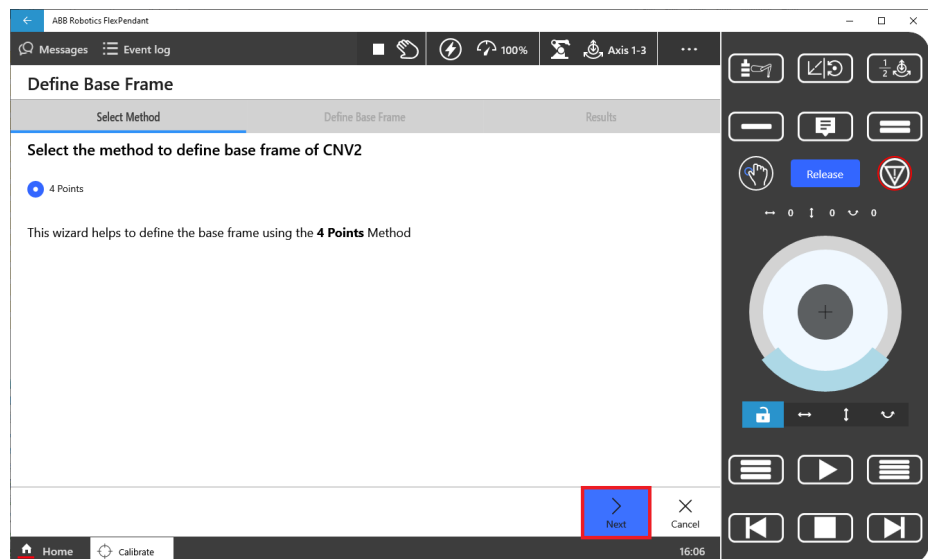 ABB Robotics FlexPendant
Messages Event log 100% Axis 1-3 ...
Define Base Frame
Select Method Define Base Frame Results
Select the method to define base frame of CNV2
4 Points
This wizard helps to define the base frame using the 4 Points Method
Next Cancel
Home Calibrate 16:06
1/2
Release
0 0 0